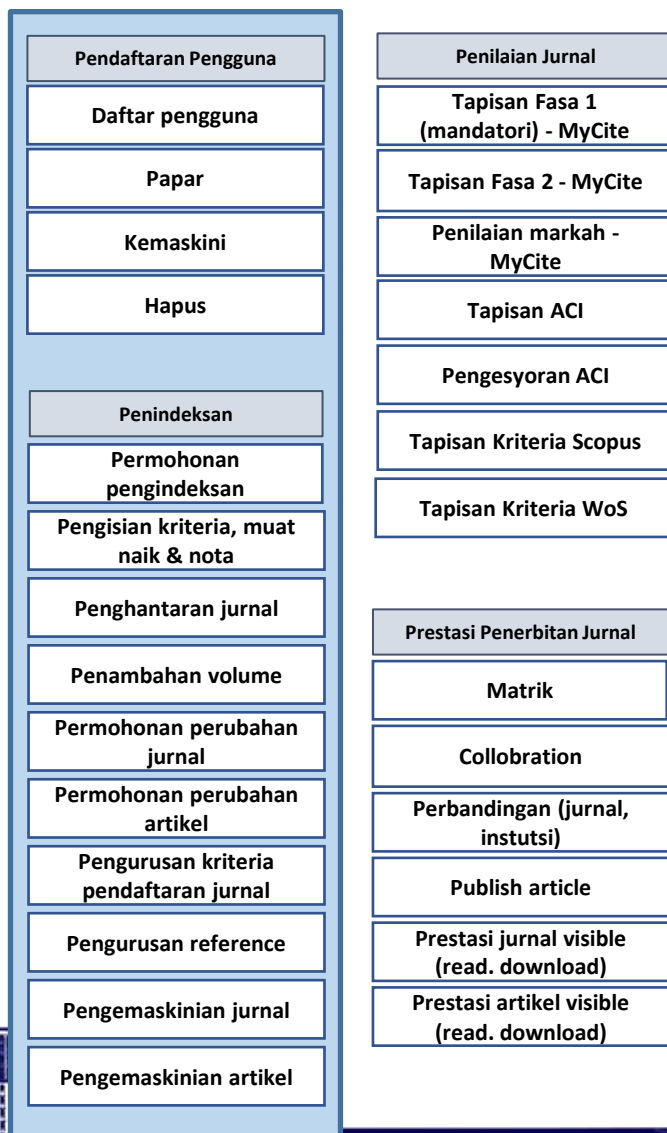 Pendaftaran Pengguna
Daftar pengguna
Papar
Kemaskini
Hapus
Penindeksan
Permohonan
pengindeksan
Pengisian kriteria, muat
naik & nota
Penghantaran jurnal
Penambahan volume
Permohonan perubahan
jurnal
Permohonan perubahan
artikel
Pengurusan kriteria
pendaftaran jurnal
Pengurusan reference
Pengemaskinian jurnal
Pengemaskinian artikel
Penilaian Jurnal
Tapisan Fasa 1
(mandatori) - MyCite
Tapisan Fasa 2 - MyCite
Penilaian markah -
MyCite
Tapisan ACI
Pengesyoran ACI
Tapisan Kriteria Scopus
Tapisan Kriteria WoS
Prestasi Penerbitan Jurnal
Matrik
Collobration
Perbandingan (jurnal,
instutsi)
Publish article
Prestasi jurnal visible
(read. download)
Prestasi artikel visible
(read. download)